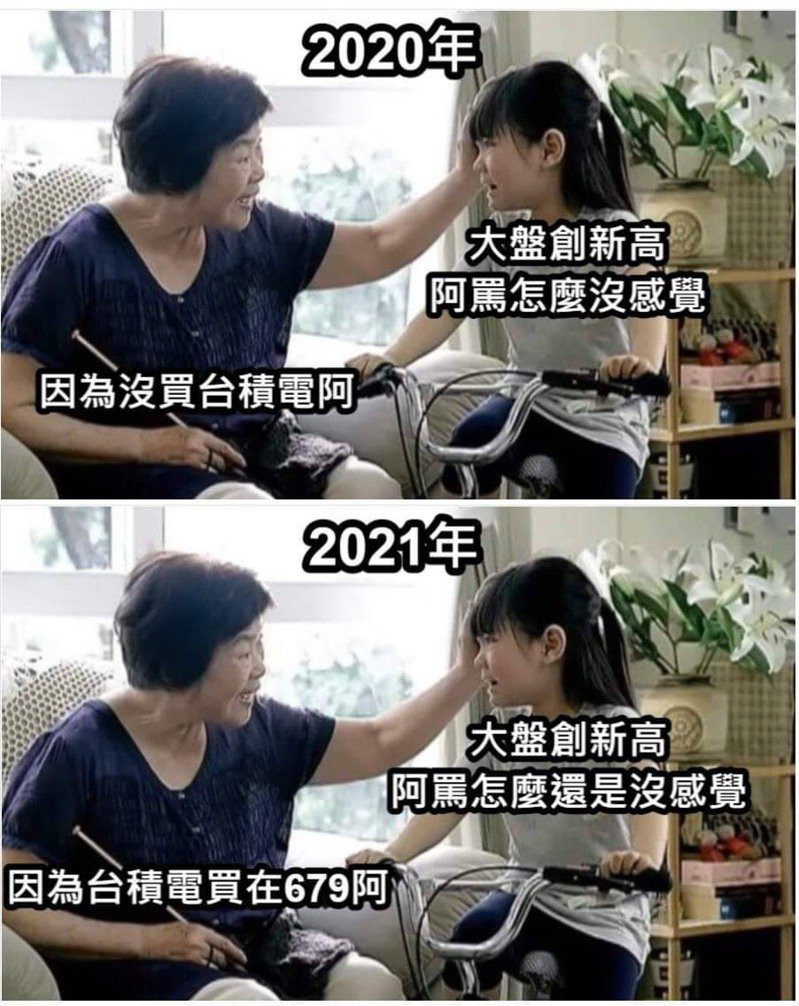 2020年
大盤創新高
阿罵怎麼沒感覺
因為沒買台積電阿
2021年
大盤創新高
阿罵怎麼還是沒感覺
因為台積電買在679阿